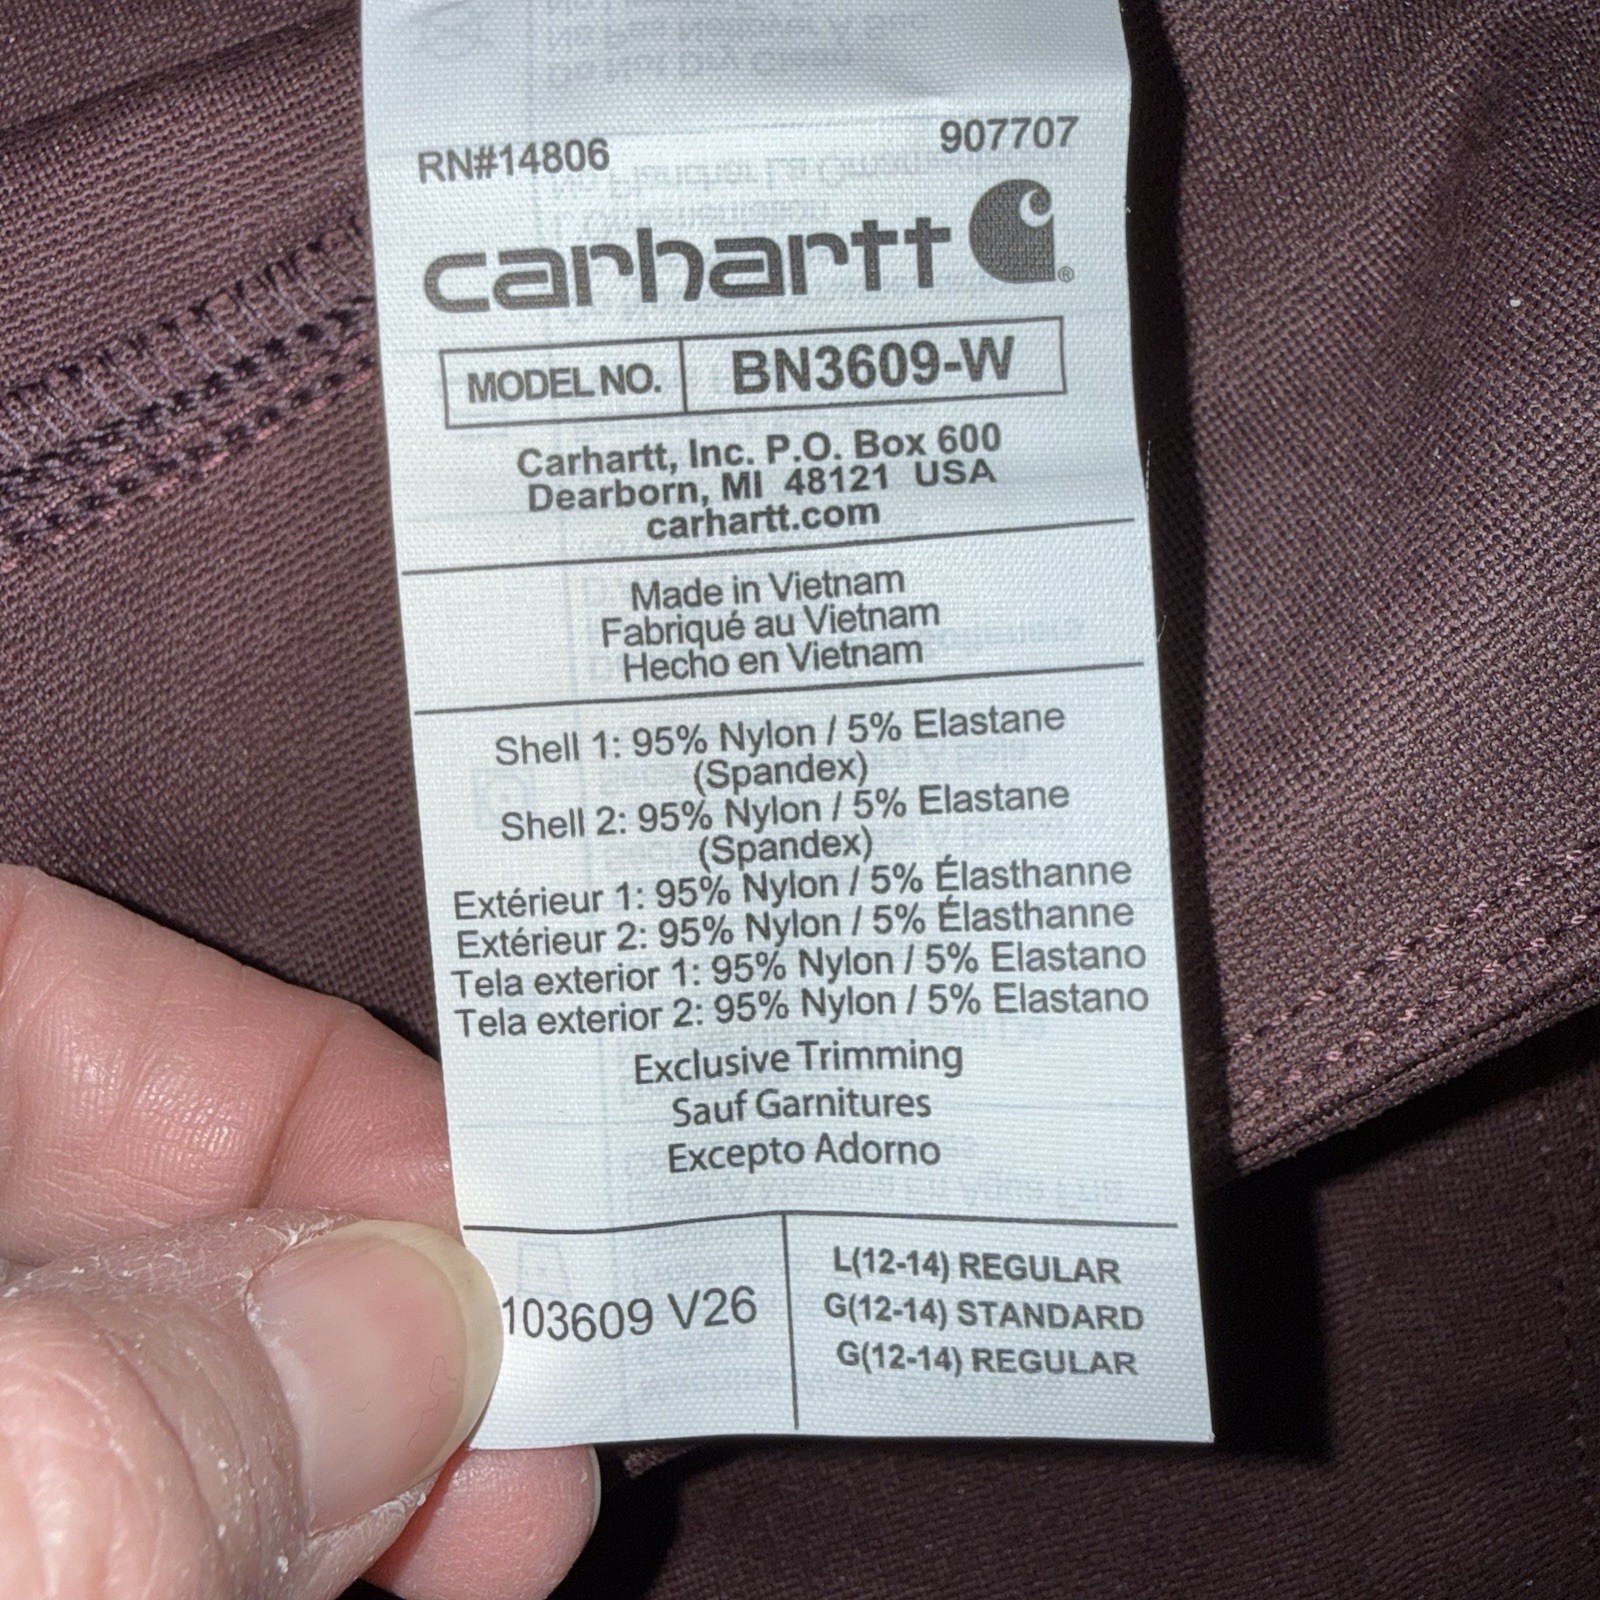 RN#14806 907707
carhartt ®
MODEL NO. BN3609-W
Carhartt, Inc. P.O. Box 600
Dearborn, MI 48121 USA
carhartt.com
Made in Vietnam
Fabriqué au Vietnam
Hecho en Vietnam
Shell 1: 95% Nylon / 5% Elastane
(Spandex)
Shell 2: 95% Nylon / 5% Elastane
(Spandex)
Extérieur 1: 95% Nylon / 5% Élasthanne
Extérieur 2: 95% Nylon / 5% Élasthanne
Tela exterior 1: 95% Nylon / 5% Elastano
Tela exterior 2: 95% Nylon / 5% Elastano
Exclusive Trimming
Sauf Garnitures
Excepto Adorno
103609 V26
L(12-14) REGULAR
G(12-14) STANDARD
G(12-14) REGULAR